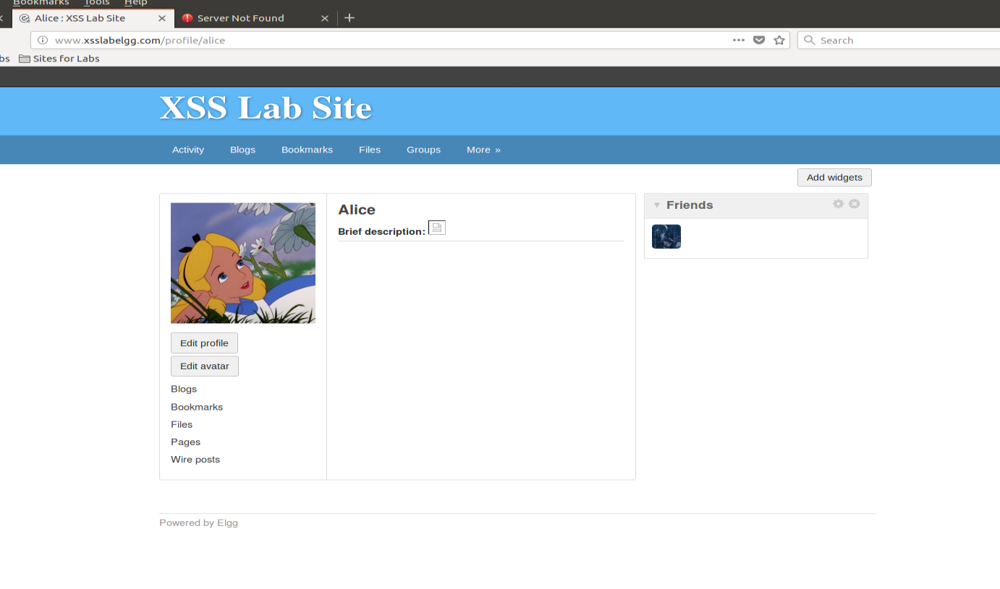 Bookmarks Tools Help
Alice : XSS Lab Site Server Not Found
www.xsslabelgg.com/profile/alice Search
bs Sites for Labs
XSS Lab Site
Activity Blogs Bookmarks Files Groups More »
Add widgets
Alice
Brief description:
Friends
Edit profile
Edit avatar
Blogs
Bookmarks
Files
Pages
Wire posts
Powered by Elgg